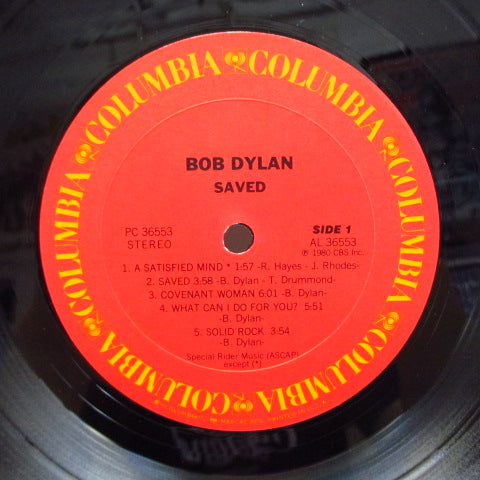 COLUMBIA COLUMBIA COLUMBIA COLUMBIA COLUMBIA COLUMBIA
BOB DYLAN
SAVED
PC 36553
STEREO
SIDE 1
AL 36553
℗ 1980 CBS Inc.
1. A SATISFIED MIND * 1:57 -R. Hayes - J. Rhodes-
2. SAVED 3:58 -B. Dylan - T. Drummond-
3. COVENANT WOMAN 6:01 -B. Dylan-
4. WHAT CAN I DO FOR YOU? 5:51
-B. Dylan-
5. SOLID ROCK 3:54
-B. Dylan-
Special Rider Music (ASCAP)
except (*)